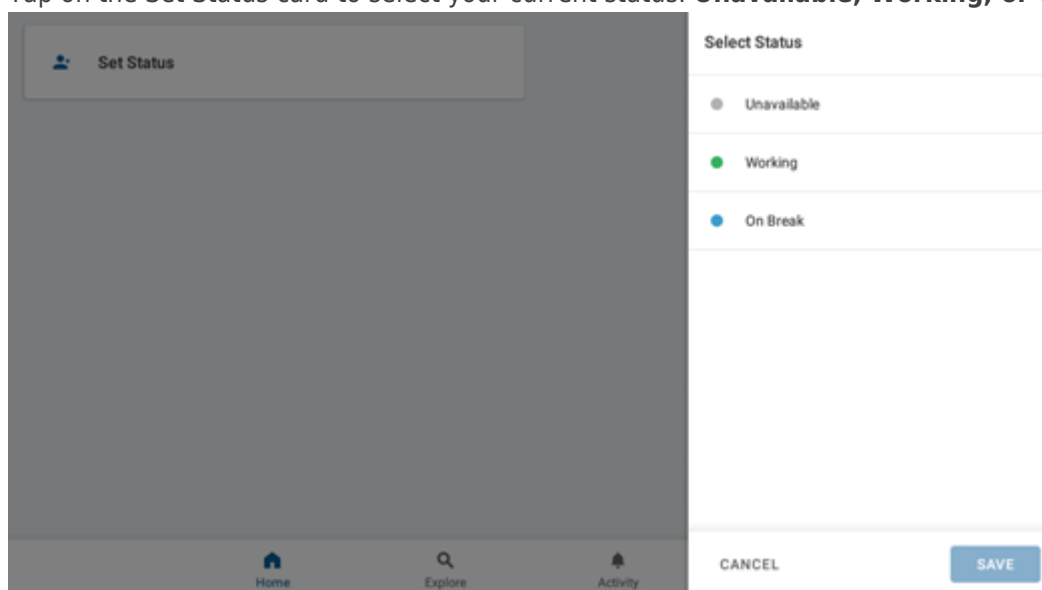 Tap on the Set Status card to select your current status: Unavailable, Working, or
Set Status
Home
Explore
Activity
Select Status
Unavailable
Working
On Break
CANCEL
SAVE